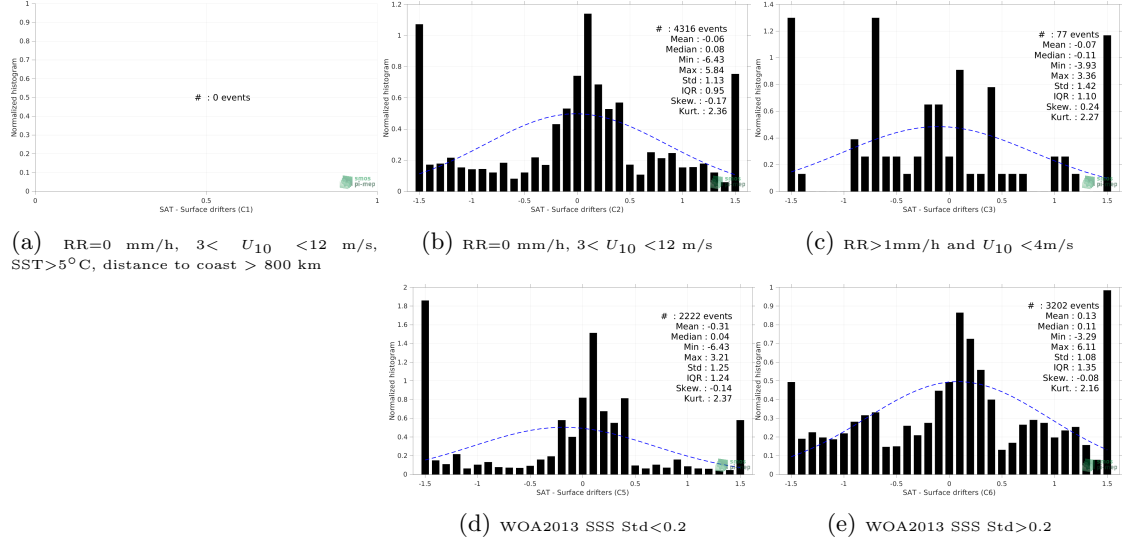 1
0.9
0.8
0.7
0.6
0.5
0.4
0.3
0.2
0.1
0
Normalized histogram
# : 0 events
smos
pi-mep
0 0.5 1
SAT - Surface drifters (C1)
(a) RR=0 mm/h, 3< U10 <12 m/s,
SST>5°C, distance to coast > 800 km
1.2
1
0.8
0.6
0.4
0.2
0
Normalized histogram
# : 4316 events
Mean : -0.06
Median : 0.08
Min : -6.43
Max : 5.84
Std : 1.13
IQR : 0.95
Skew. : -0.17
Kurt. : 2.36
smos
pi-mep
-1.5 -1 -0.5 0 0.5 1 1.5
SAT - Surface drifters (C2)
(b) RR=0 mm/h, 3< U10 <12 m/s
1.4
1.2
1
0.8
0.6
0.4
0.2
0
Normalized histogram
# : 77 events
Mean : -0.07
Median : -0.11
Min : -3.93
Max : 3.36
Std : 1.42
IQR : 1.10
Skew. : 0.24
Kurt. : 2.27
smos
pi-mep
-1.5 -1 -0.5 0 0.5 1 1.5
SAT - Surface drifters (C3)
(c) RR>1mm/h and U10 <4m/s
2
1.8
1.6
1.4
1.2
1
0.8
0.6
0.4
0.2
0
Normalized histogram
# : 2222 events
Mean : -0.31
Median : 0.04
Min : -6.43
Max : 3.21
Std : 1.25
IQR : 1.24
Skew. : -0.14
Kurt. : 2.37
smos
pi-mep
-1.5 -1 -0.5 0 0.5 1 1.5
SAT - Surface drifters (C5)
(d) WOA2013 SSS Std<0.2
1
0.9
0.8
0.7
0.6
0.5
0.4
0.3
0.2
0.1
0
Normalized histogram
# : 3202 events
Mean : 0.13
Median : 0.11
Min : -3.29
Max : 6.11
Std : 1.08
IQR : 1.35
Skew. : -0.08
Kurt. : 2.16
smos
pi-mep
-1.5 -1 -0.5 0 0.5 1 1.5
SAT - Surface drifters (C6)
(e) WOA2013 SSS Std>0.2